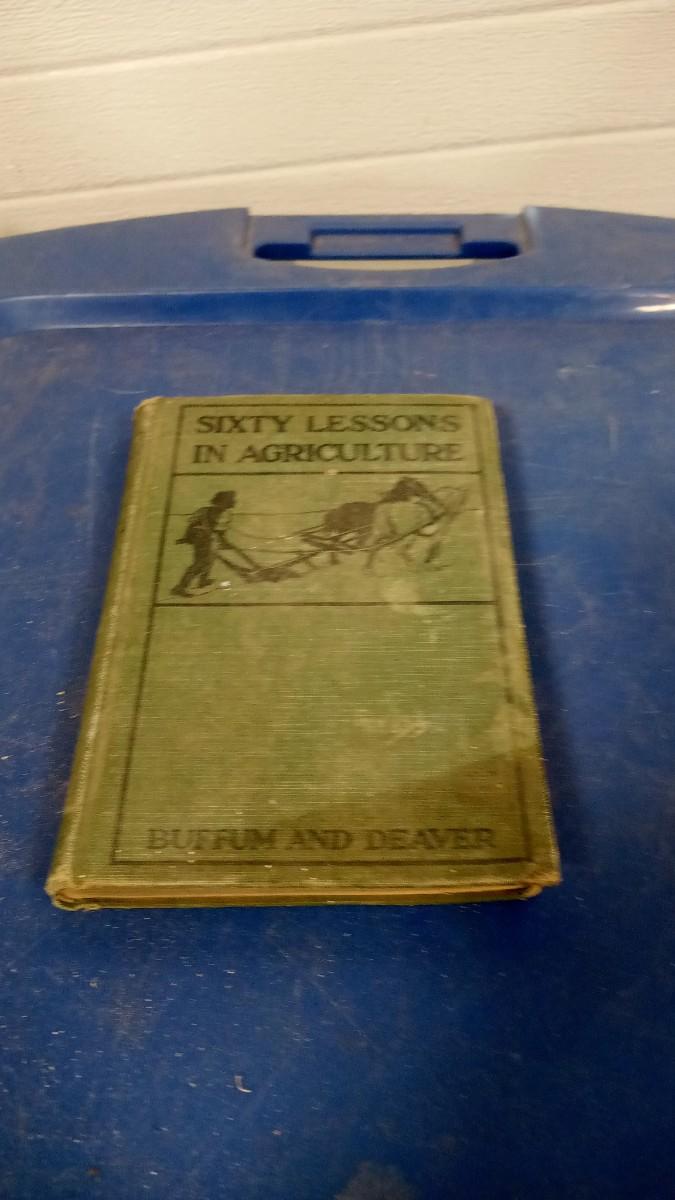 SIXTY LESSONS
IN AGRICULTURE
BUFFUM AND DEAVER